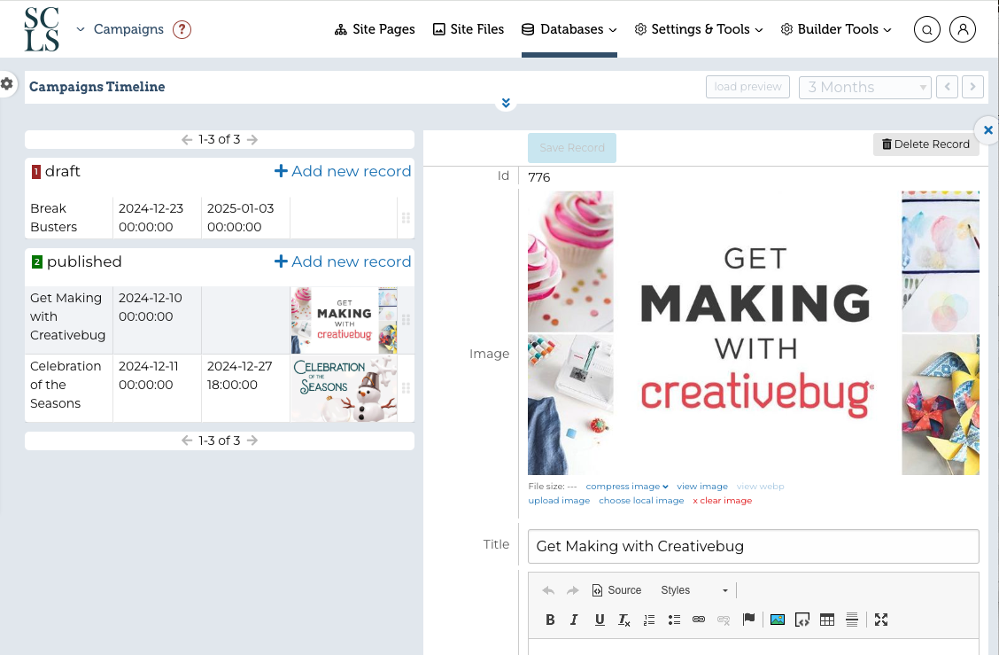 SC
LS
Campaigns
?
Site Pages
Site Files
Databases
Settings & Tools
Builder Tools
Campaigns Timeline
load preview
3 Months
1-3 of 3
1 draft
Add new record
Break Busters
2024-12-23 00:00:00
2025-01-03 00:00:00
2 published
Add new record
Get Making with Creativebug
2024-12-10 00:00:00
GET
MAKING
WITH
creativebug
Celebration of the Seasons
2024-12-11 00:00:00
2024-12-27 18:00:00
CELEBRATION
OF THE
SEASONS
1-3 of 3
Save Record
Delete Record
Id
776
Image
GET
MAKING
WITH
creativebug
File size: --- compress image view image view webp
upload image choose local image x clear image
Title
Get Making with Creativebug
Source
Styles
B I U Tx